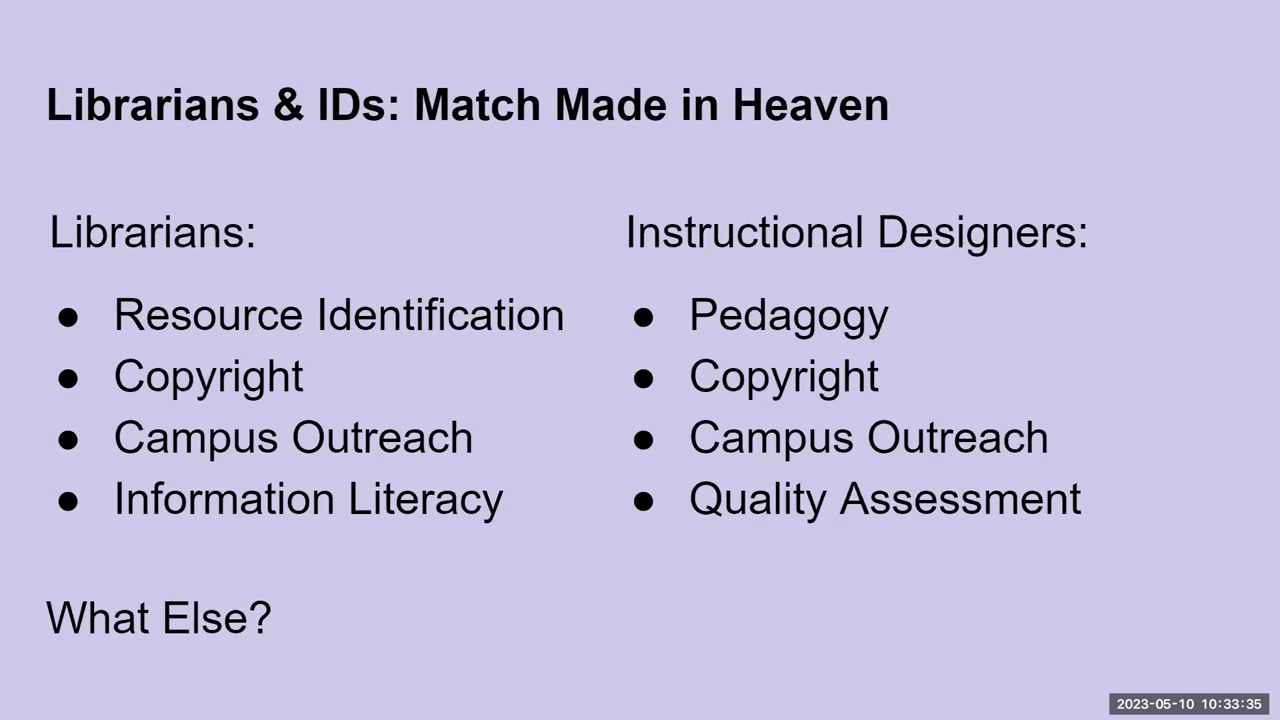 Librarians & IDs: Match Made in Heaven
Librarians:
● Resource Identification
● Copyright
● Campus Outreach
● Information Literacy
Instructional Designers:
● Pedagogy
● Copyright
● Campus Outreach
● Quality Assessment
What Else?
2023-05-10 10:33:35